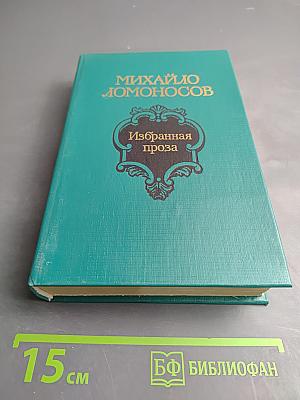 МИХАЙЛО
ЛОМОНОСОВ
Избранная
проза
15 см
БФ БИБЛИОФАН